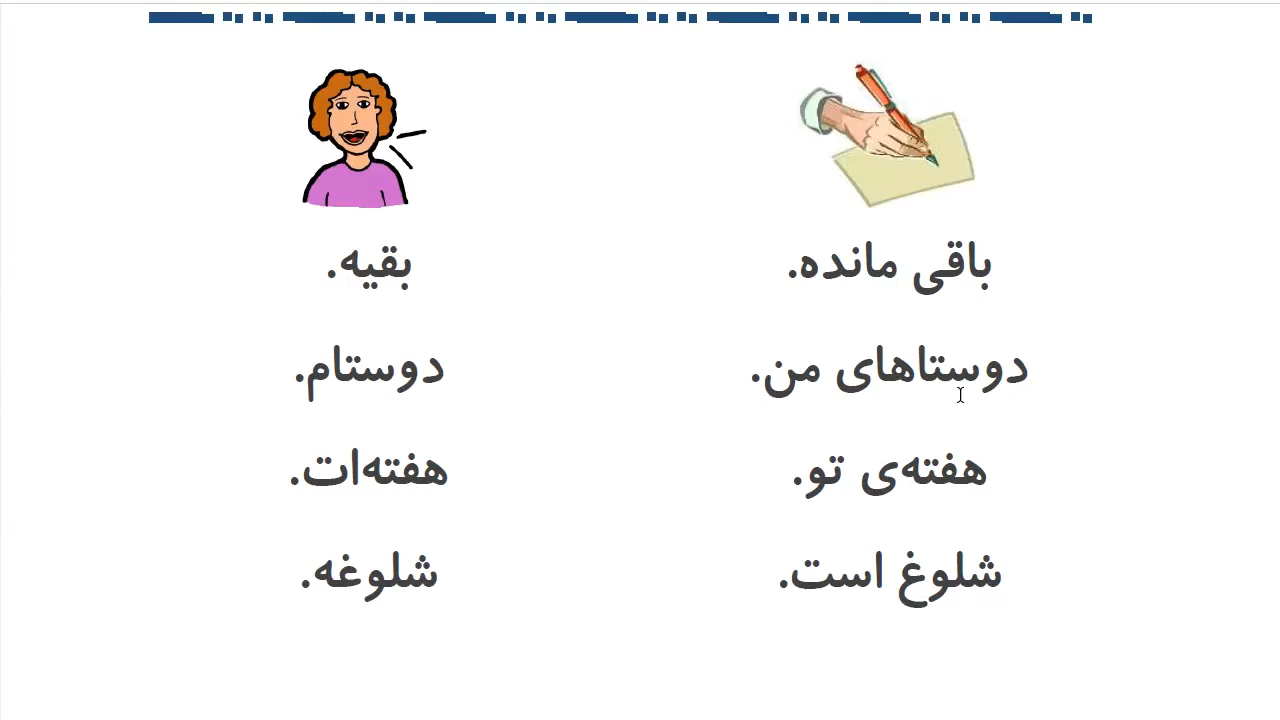 باقی مانده. بقیه.
دوستاهای من. دوستام.
هفته‌ی تو. هفته‌ات.
شلوغ است. شلوغه.